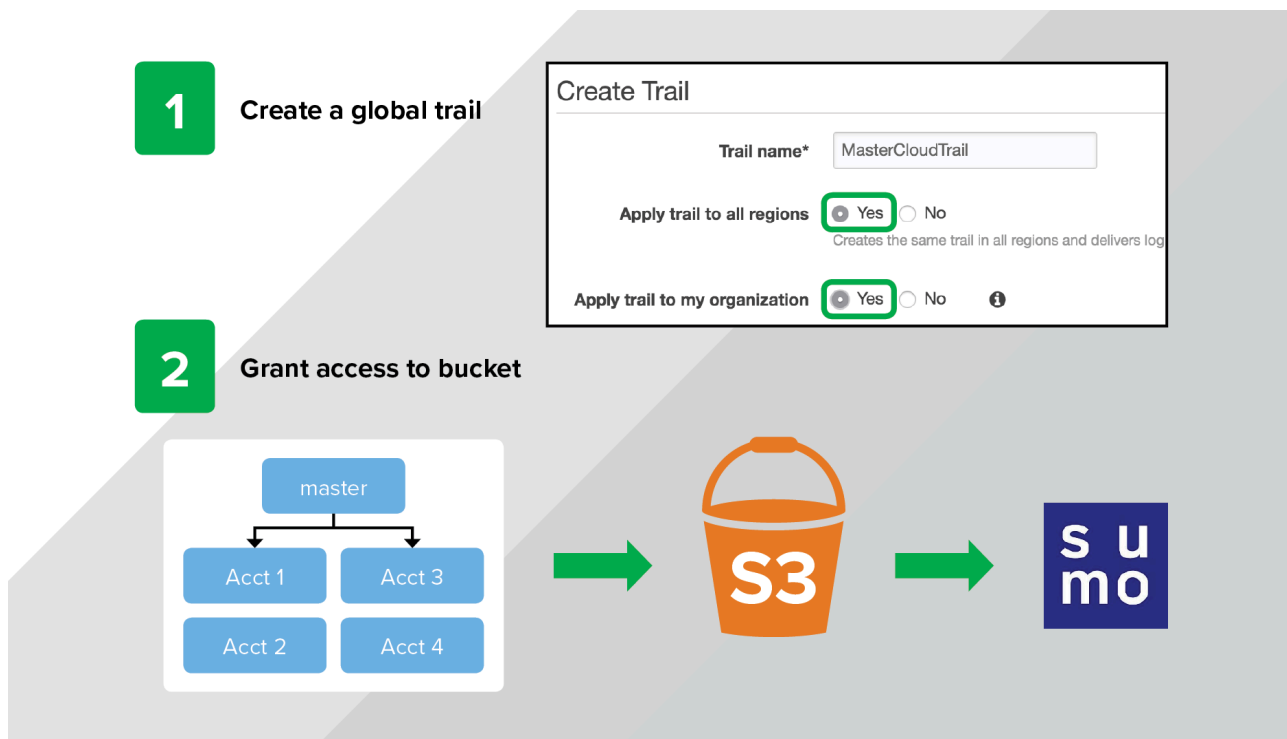 1
Create a global trail
Create Trail
Trail name*
MasterCloudTrail
Apply trail to all regions
Yes
No
Creates the same trail in all regions and delivers log
Apply trail to my organization
Yes
No
2
Grant access to bucket
master
Acct 1
Acct 3
Acct 2
Acct 4
S3
su
mo